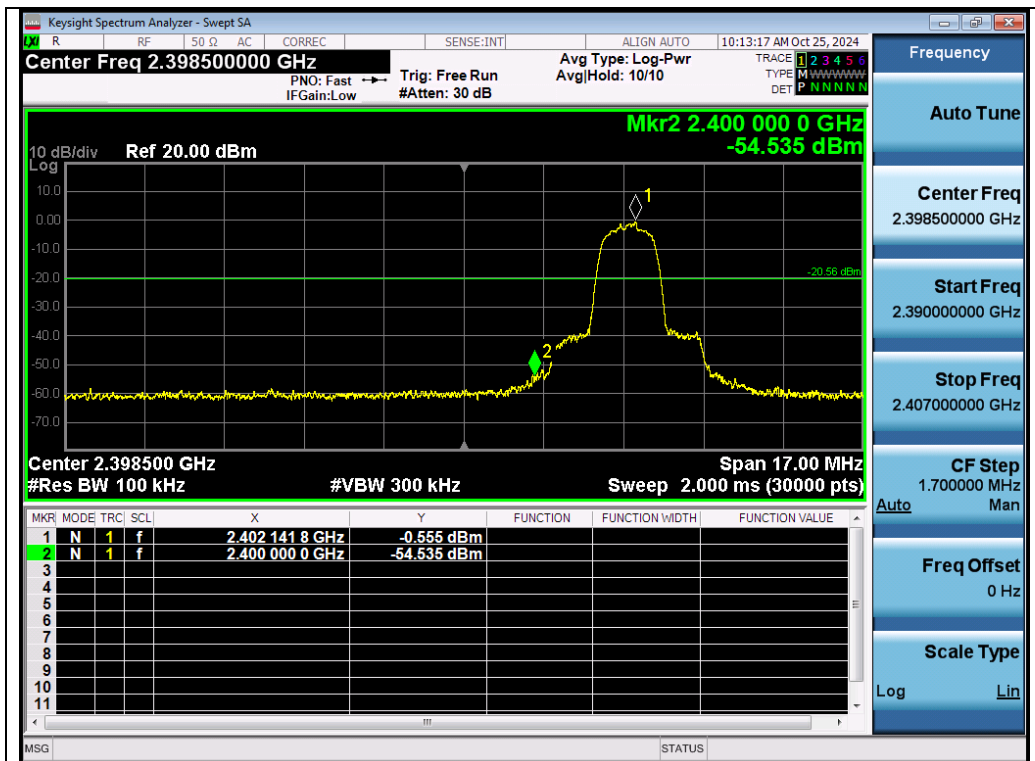 Keysight Spectrum Analyzer - Swept SA
LXI R RF 50 Ω AC CORREC SENSE:INT ALIGN AUTO 10:13:17 AM Oct 25, 2024
Center Freq 2.398500000 GHz
PNO: Fast
IFGain:Low
Trig: Free Run
#Atten: 30 dB
Avg Type: Log-Pwr
Avg|Hold: 10/10
TRACE 1 2 3 4 5 6
TYPE M WWWWW
DET P N N N N N
Mkr2 2.400 000 0 GHz
-54.535 dBm
10 dB/div Ref 20.00 dBm
Log
10.0
0.00
-10.0
-20.0
-30.0
-40.0
-50.0
-60.0
-70.0
1
-20.56 dBm
2
Center 2.398500 GHz Span 17.00 MHz
#Res BW 100 kHz #VBW 300 kHz Sweep 2.000 ms (30000 pts)
MKR MODE TRC SCL X Y FUNCTION FUNCTION WIDTH FUNCTION VALUE
1 N 1 f 2.402 141 8 GHz -0.555 dBm
2 N 1 f 2.400 000 0 GHz -54.535 dBm
3
4
5
6
7
8
9
10
11
MSG STATUS
Frequency
Auto Tune
Center Freq
2.398500000 GHz
Start Freq
2.390000000 GHz
Stop Freq
2.407000000 GHz
CF Step
1.700000 MHz
Auto Man
Freq Offset
0 Hz
Scale Type
Log Lin